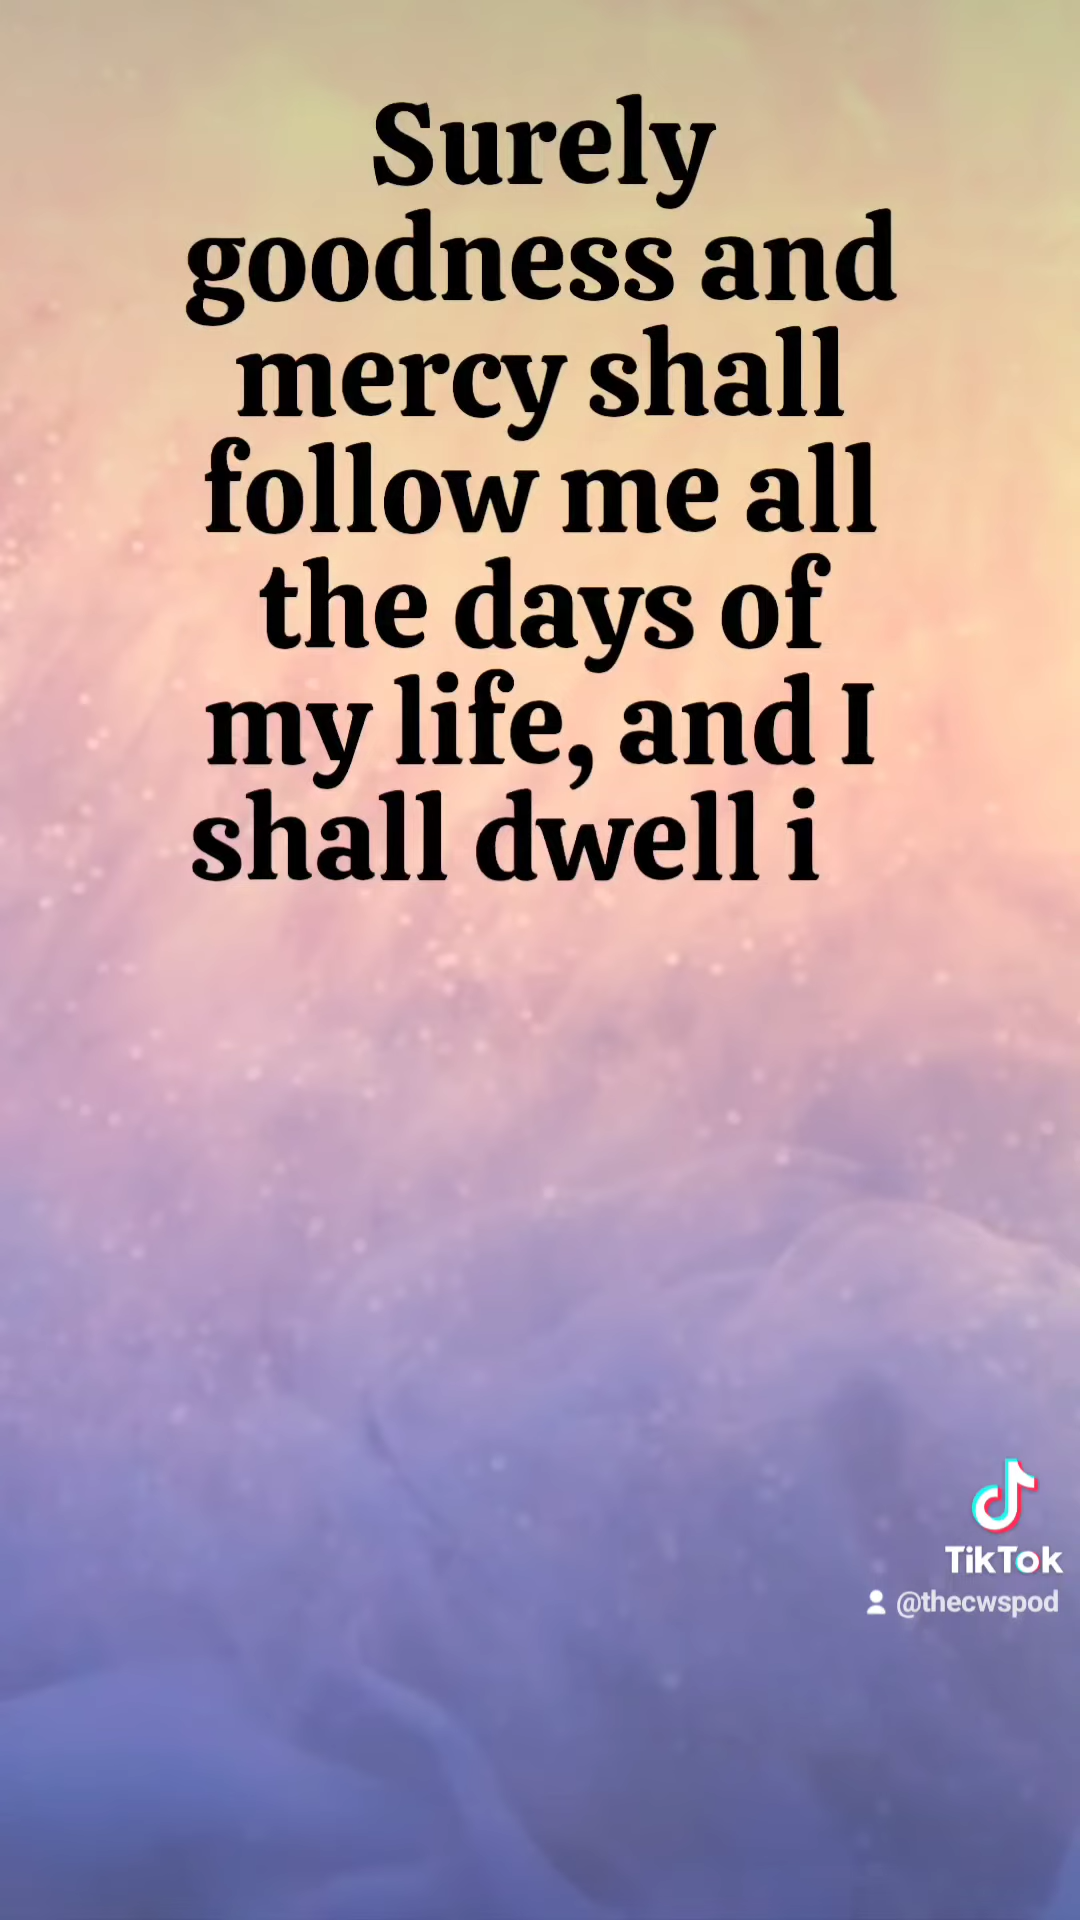 Surely
goodness and
mercy shall
follow me all
the days of
my life, and I
shall dwell i
TikTok
@thecwspod